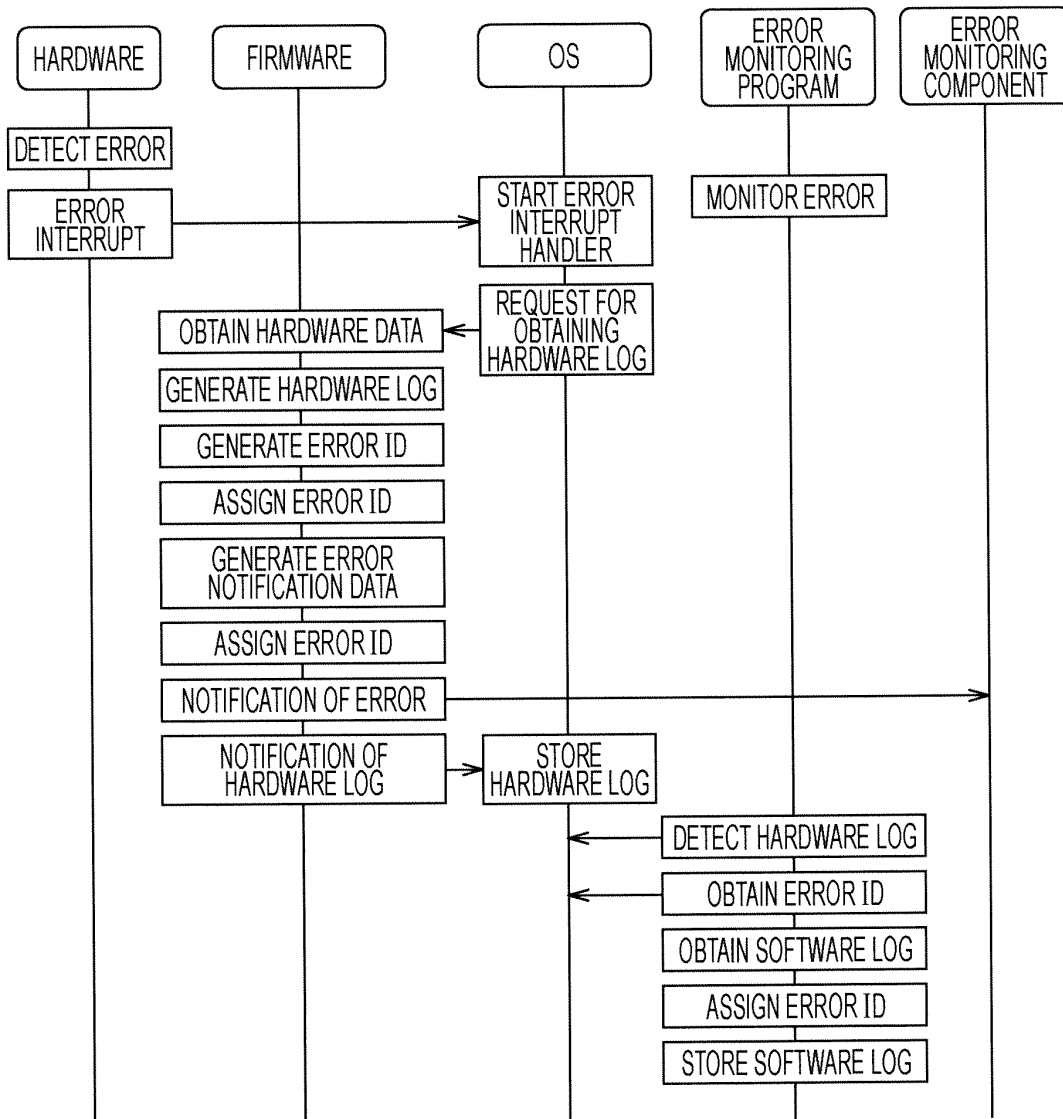 HARDWARE
FIRMWARE
OS
ERROR
MONITORING
PROGRAM
ERROR
MONITORING
COMPONENT
DETECT ERROR
ERROR
INTERRUPT
START ERROR
INTERRUPT
HANDLER
MONITOR ERROR
REQUEST FOR
OBTAINING
HARDWARE LOG
OBTAIN HARDWARE DATA
GENERATE HARDWARE LOG
GENERATE ERROR ID
ASSIGN ERROR ID
GENERATE ERROR
NOTIFICATION DATA
ASSIGN ERROR ID
NOTIFICATION OF ERROR
NOTIFICATION OF
HARDWARE LOG
STORE
HARDWARE LOG
DETECT HARDWARE LOG
OBTAIN ERROR ID
OBTAIN SOFTWARE LOG
ASSIGN ERROR ID
STORE SOFTWARE LOG